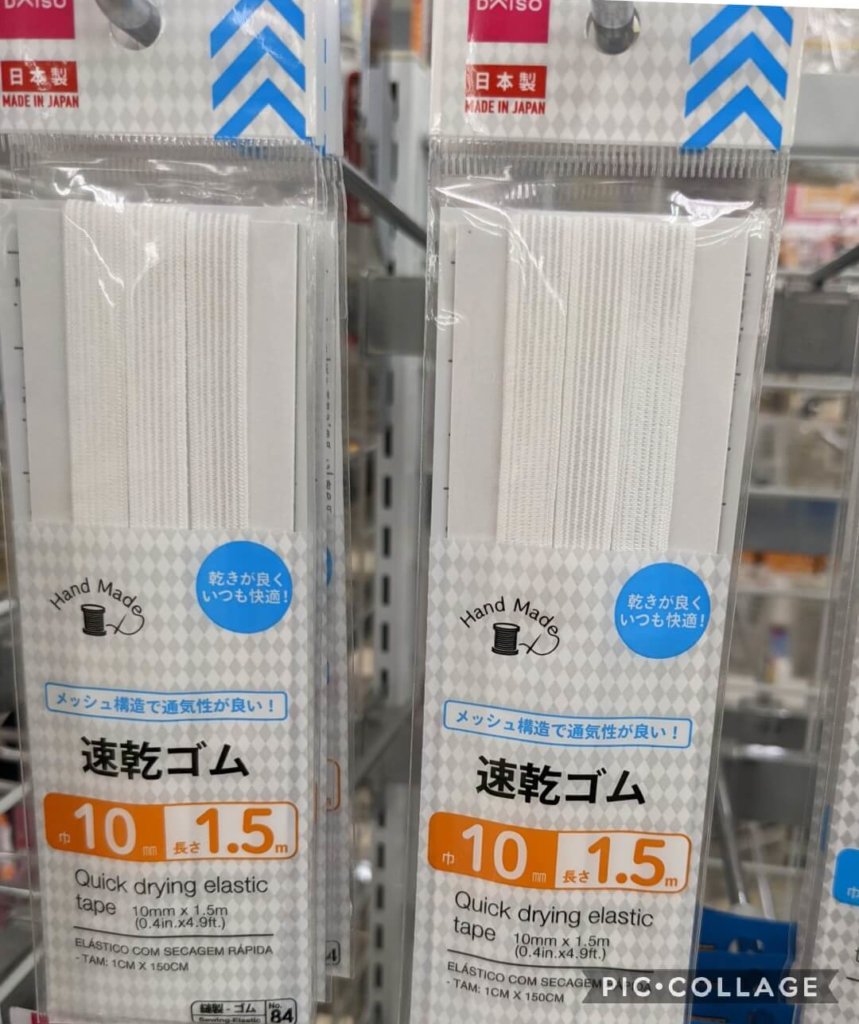 DAISO
日本製
MADE IN JAPAN
Hand Made
乾きが良く
いつも快適！
メッシュ構造で通気性が良い！
速乾ゴム
巾10mm 長さ1.5m
Quick drying elastic
tape 10mm x 1.5m
(0.4in.x4.9ft.)
ELÁSTICO COM SECAGEM RÁPIDA
- TAM: 1CM X 150CM
Sewing-Elastic
No.
84
DAISO
日本製
MADE IN JAPAN
Hand Made
乾きが良く
いつも快適！
メッシュ構造で通気性が良い！
速乾ゴム
巾10mm 長さ1.5m
Quick drying elastic
tape 10mm x 1.5m
(0.4in.x4.9ft.)
ELÁSTICO COM SECAGEM
- TAM: 1CM X 150CM
巾
PIC•COLLAGE